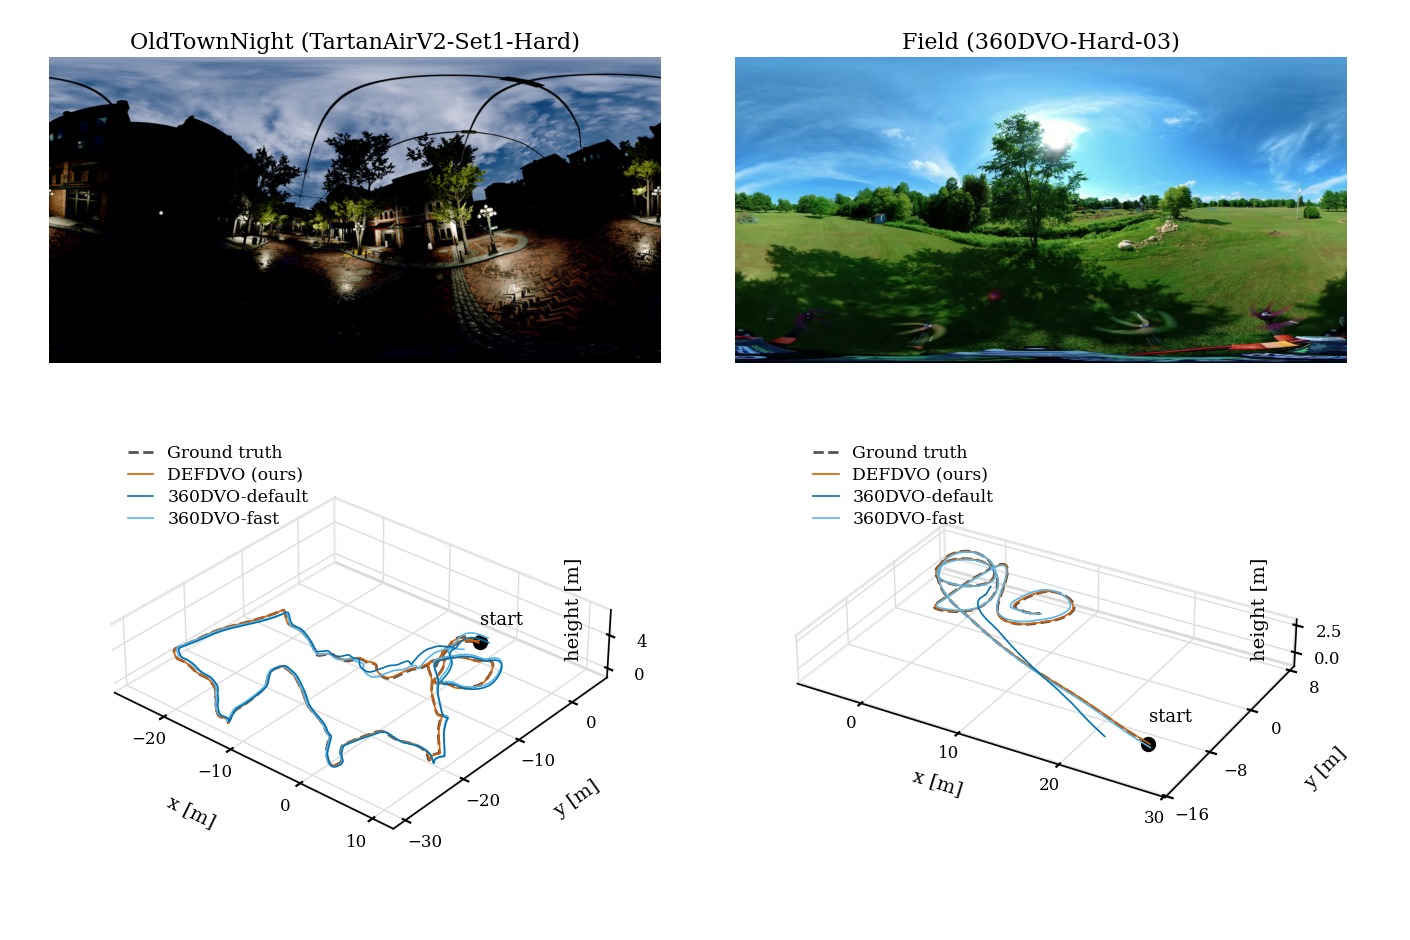 OldTownNight (TartanAirV2-Set1-Hard)
Field (360DVO-Hard-03)
Ground truth
DEFDVO (ours)
360DVO-default
360DVO-fast
start
height [m]
4
0
0
−10
−20
−30
y [m]
−20
−10
0
10
x [m]
Ground truth
DEFDVO (ours)
360DVO-default
360DVO-fast
start
height [m]
2.5
0.0
8
0
−8
−16
y [m]
0
10
20
30
x [m]